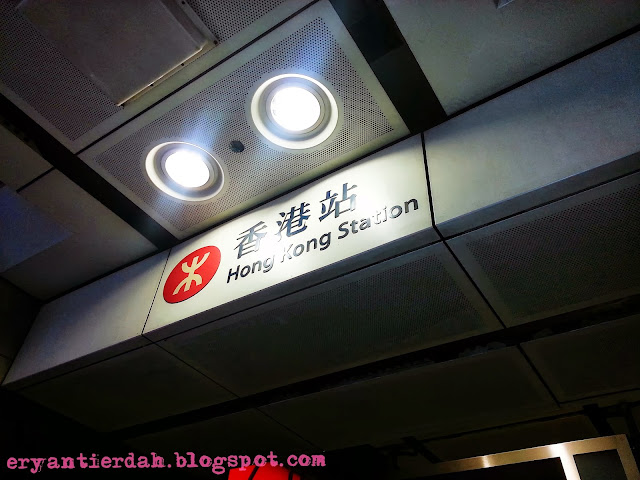 香港站
Hong Kong Station
eryantierdah.blogspot.com